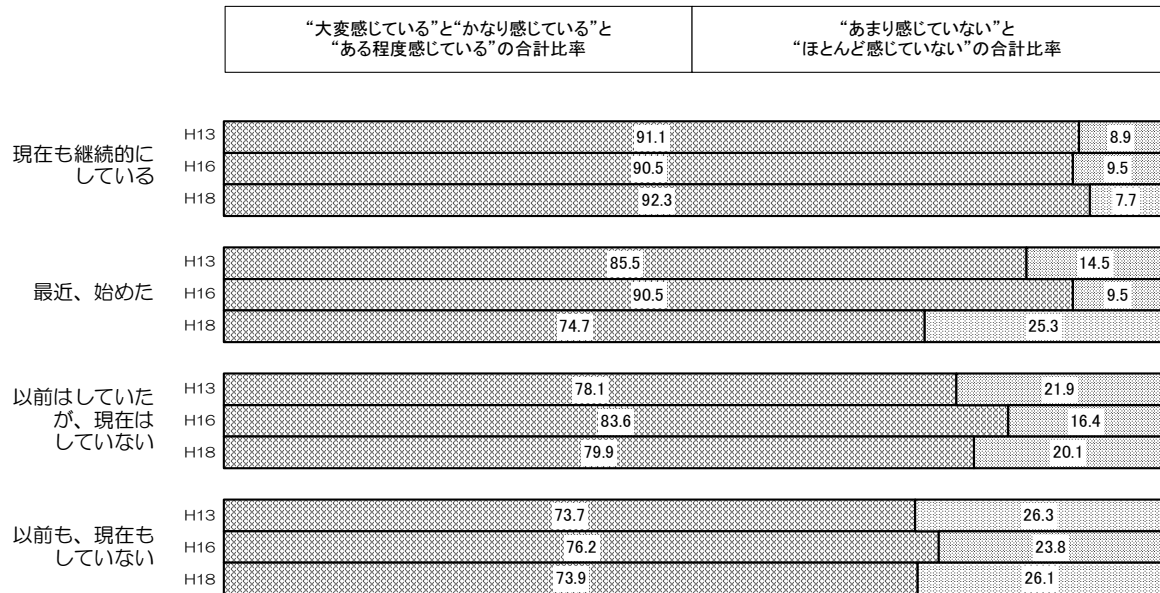 “大変感じている”と“かなり感じている”と
“ある程度感じている”の合計比率
“あまり感じていない”と
“ほとんど感じていない”の合計比率
現在も継続的に
している
H13 91.1 8.9
H16 90.5 9.5
H18 92.3 7.7
最近、始めた
H13 85.5 14.5
H16 90.5 9.5
H18 74.7 25.3
以前はしていた
が、現在は
していない
H13 78.1 21.9
H16 83.6 16.4
H18 79.9 20.1
以前も、現在も
していない
H13 73.7 26.3
H16 76.2 23.8
H18 73.9 26.1